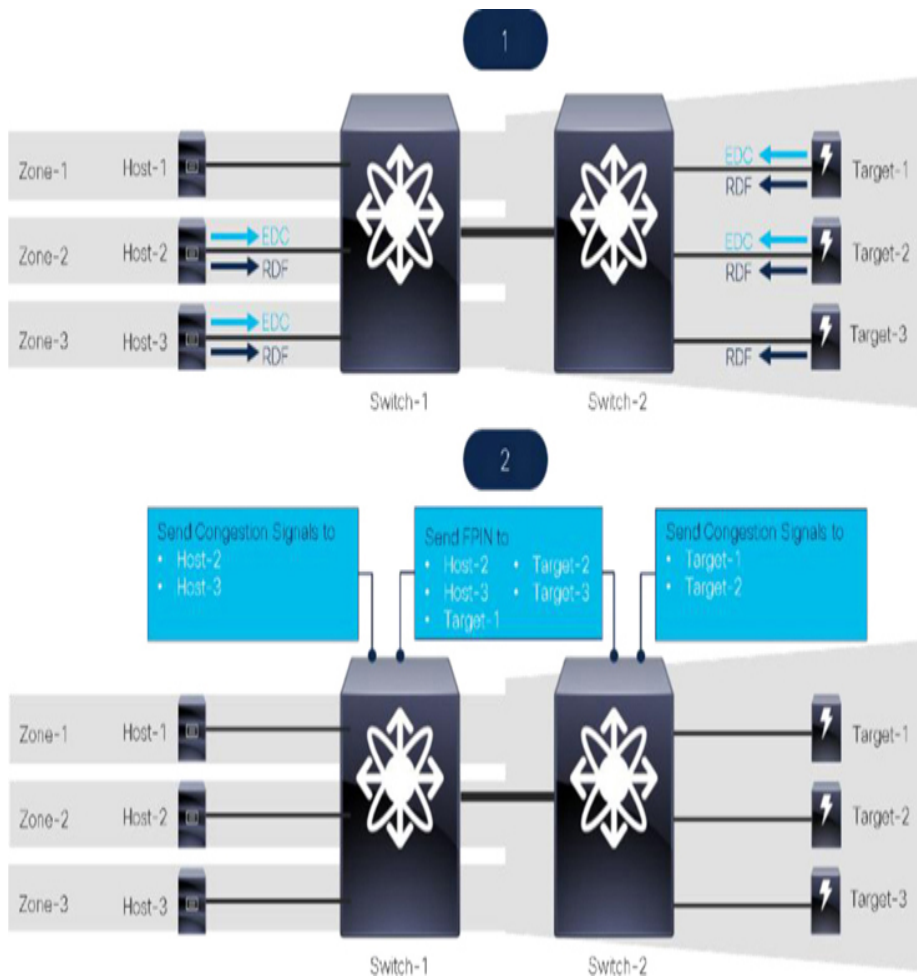 1
Zone-1
Host-1
EDC
RDF
Target-1
Zone-2
Host-2
EDC
RDF
EDC
RDF
Target-2
Zone-3
Host-3
EDC
RDF
RDF
Target-3
Switch-1
Switch-2
2
Send Congestion Signals to
• Host-2
• Host-3
Send FPIN to
• Host-2
• Host-3
• Target-1
• Target-2
• Target-3
Send Congestion Signals to
• Target-1
• Target-2
Zone-1
Host-1
Target-1
Zone-2
Host-2
Target-2
Zone-3
Host-3
Target-3
Switch-1
Switch-2